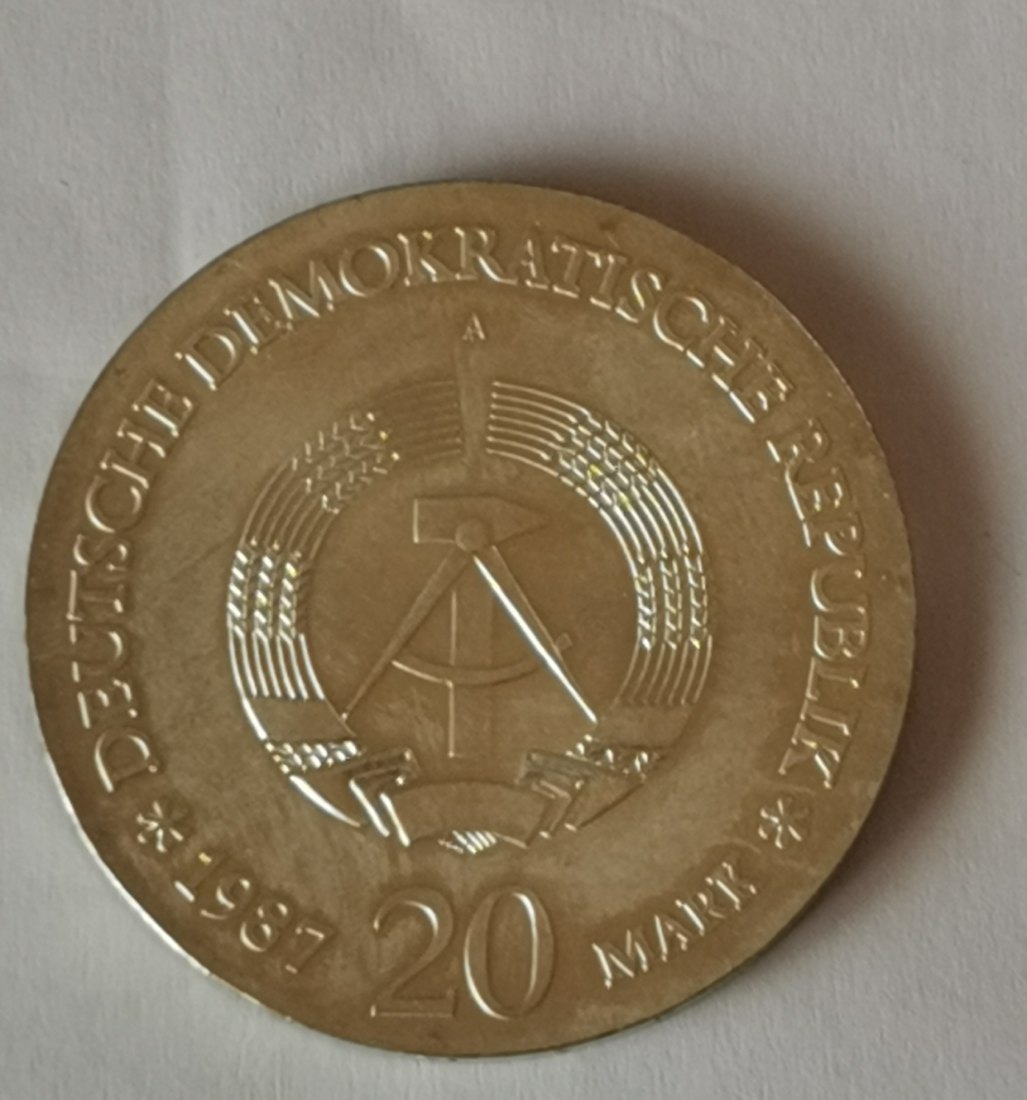 DEUTSCHE DEMOKRATISCHE REPUBLIK
A
* 1987 20 MARK *